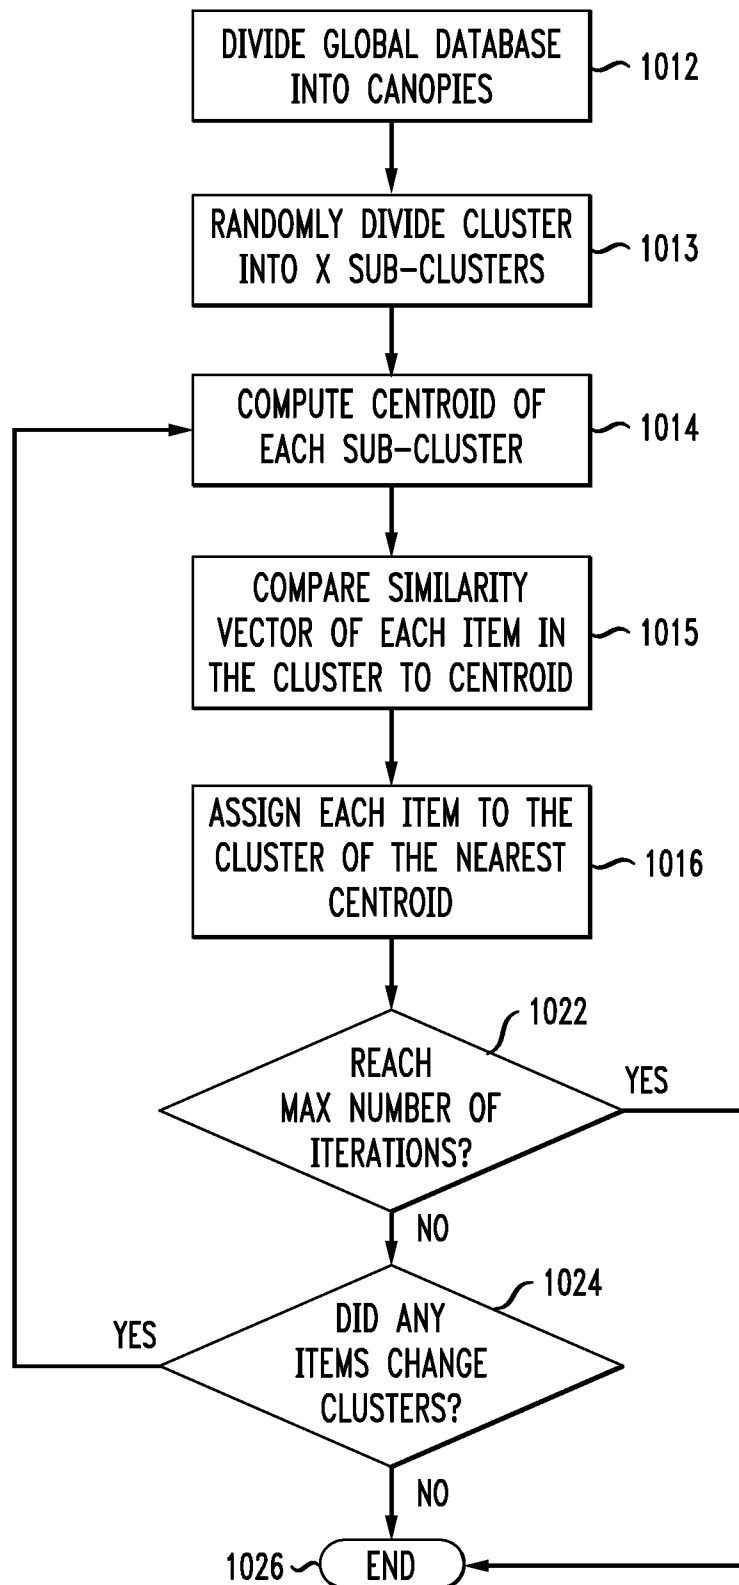 DIVIDE GLOBAL DATABASE
INTO CANOPIES
1012
RANDOMLY DIVIDE CLUSTER
INTO X SUB-CLUSTERS
1013
COMPUTE CENTROID OF
EACH SUB-CLUSTER
1014
COMPARE SIMILARITY
VECTOR OF EACH ITEM IN
THE CLUSTER TO CENTROID
1015
ASSIGN EACH ITEM TO THE
CLUSTER OF THE NEAREST
CENTROID
1016
1022
REACH
MAX NUMBER OF
ITERATIONS?
YES
NO
1024
DID ANY
ITEMS CHANGE
CLUSTERS?
YES
NO
1026
END